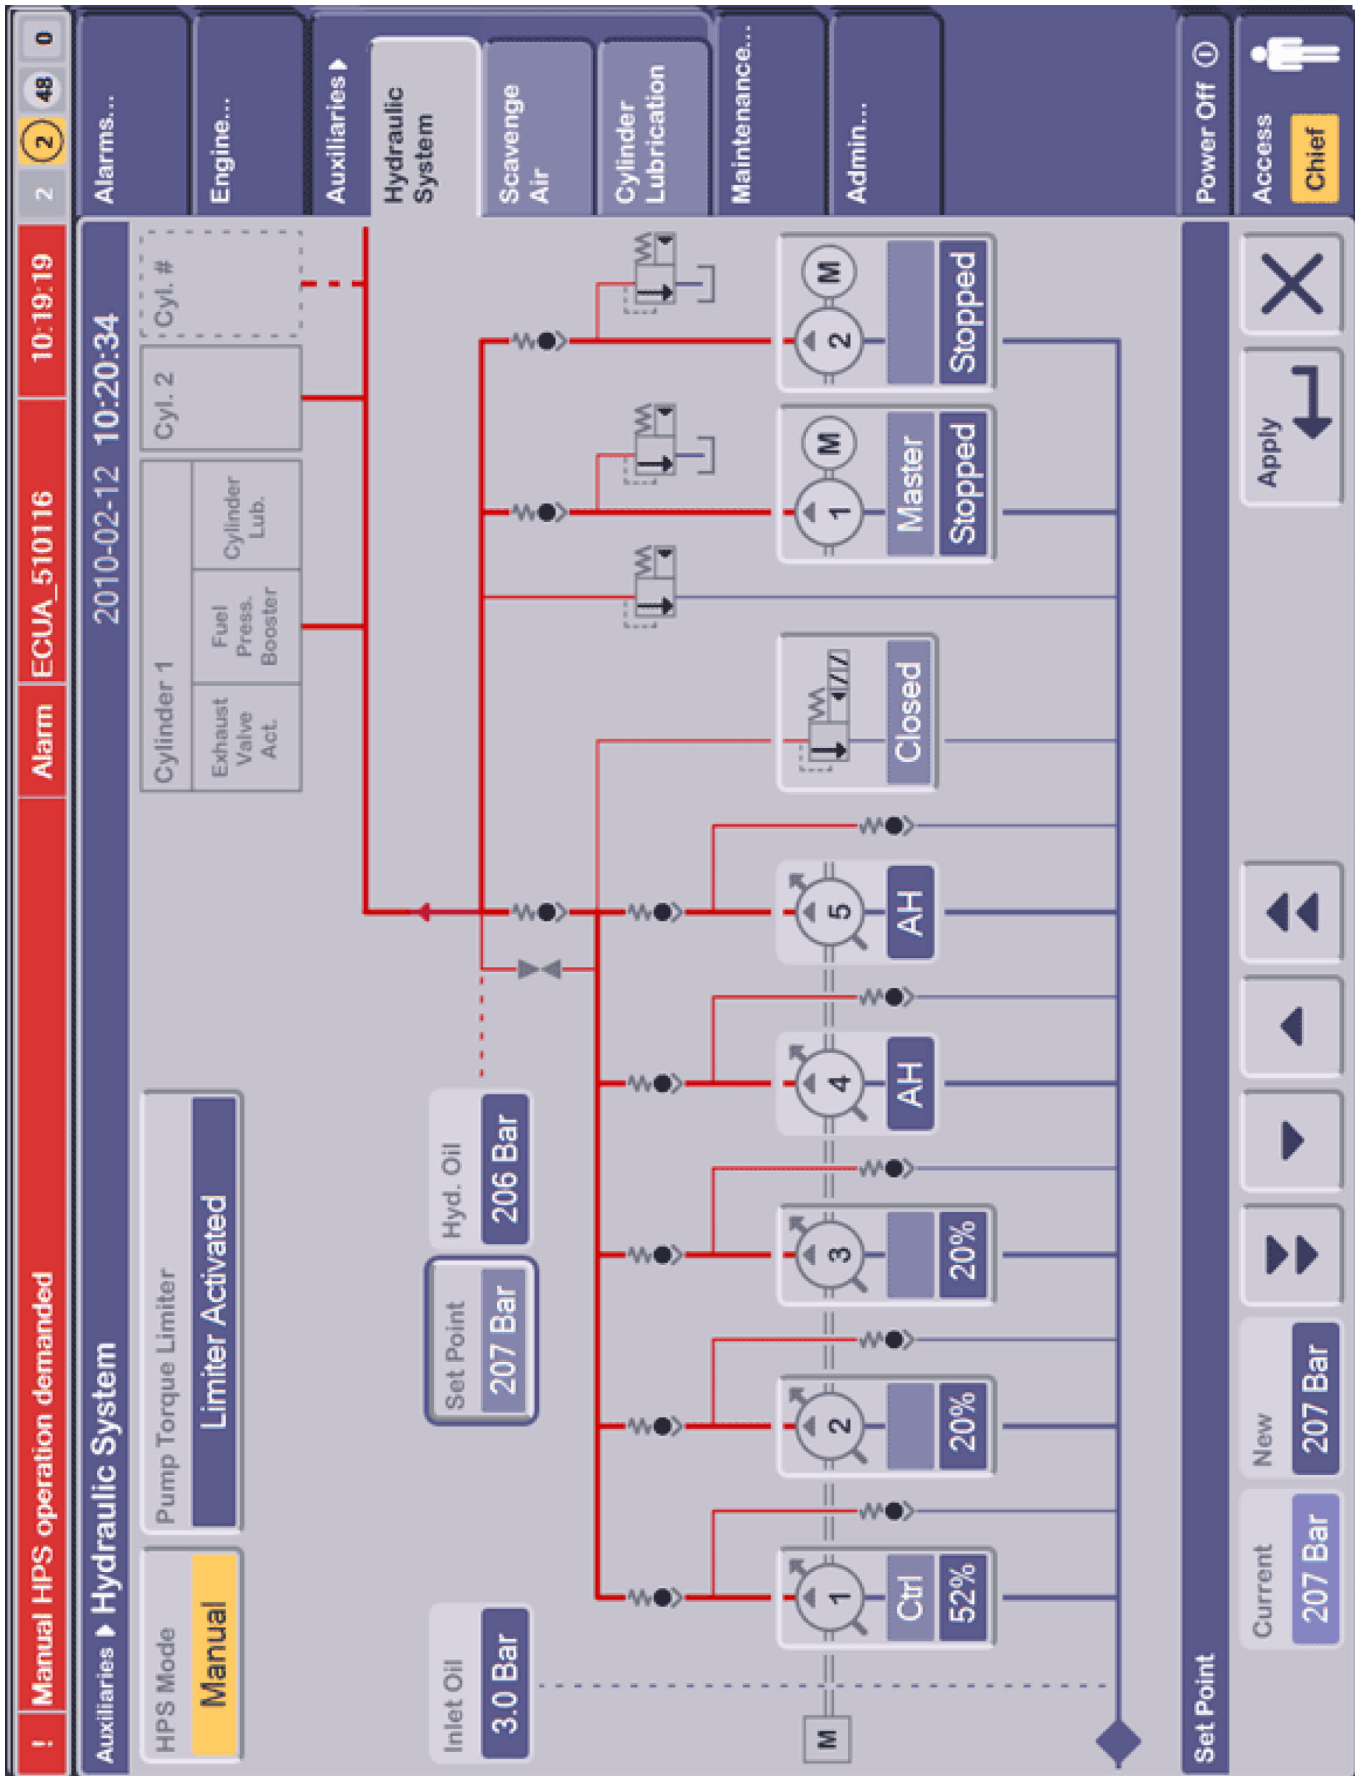 ! Manual HPS operation demanded Alarm ECUA_510116 10:19:19 2 2 48 0
Auxiliaries Hydraulic System 2010-02-12 10:20:34
Alarms...
Engine...
Auxiliaries
Hydraulic
System
Scavenge
Air
Cylinder
Lubrication
Maintenance...
Admin...
Power Off
Access
Chief
HPS Mode
Manual
Pump Torque Limiter
Limiter Activated
Cylinder 1
Exhaust
Valve
Act.
Fuel
Press.
Booster
Cylinder
Lub.
Cyl. 2
Cyl. #
Inlet Oil
3.0 Bar
Set Point
207 Bar
Hyd. Oil
206 Bar
M
1
Ctrl
52%
2
20%
3
20%
4
AH
5
AH
Closed
1 M
Master
Stopped
2 M
Stopped
Set Point
Current
207 Bar
New
207 Bar
Apply